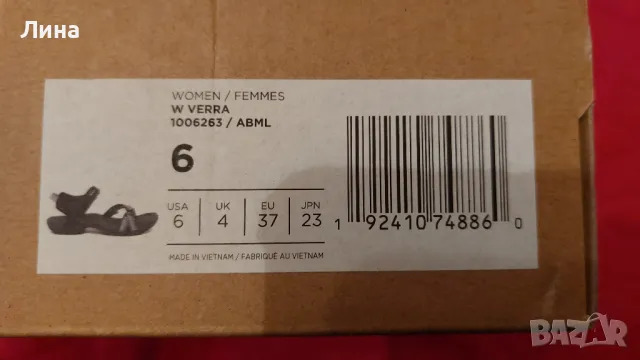 Лина
WOMEN / FEMMES
W VERRA
1006263 / ABML
6
USA UK EU JPN
6 4 37 23
MADE IN VIETNAM / FABRIQUÉ AU VIETNAM
1 92410 74886 0
BAZAR